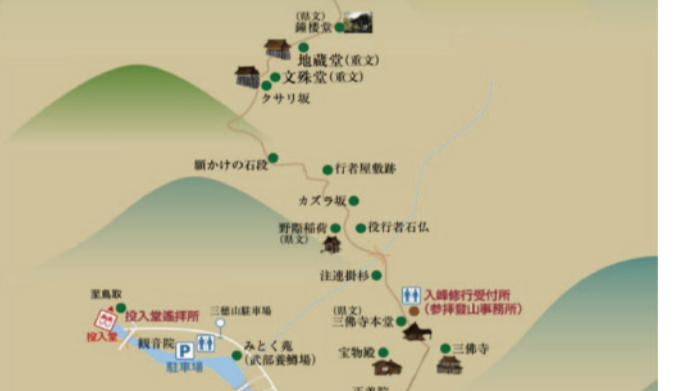 (県文)
鐘楼堂
地蔵堂(重文)
文殊堂(重文)
クサリ坂
願かけの石段
行者屋敷跡
カズラ坂
野際稲荷
(県文)
役行者石仏
注連掛杉
入峰修行受付所
(参拝登山事務所)
(県文)
三佛寺本堂
宝物殿
三佛寺
至鳥取
投入堂遙拝所
投入堂
三徳山駐車場
観音院
P
駐車場
みとく苑
(武部養鱒場)